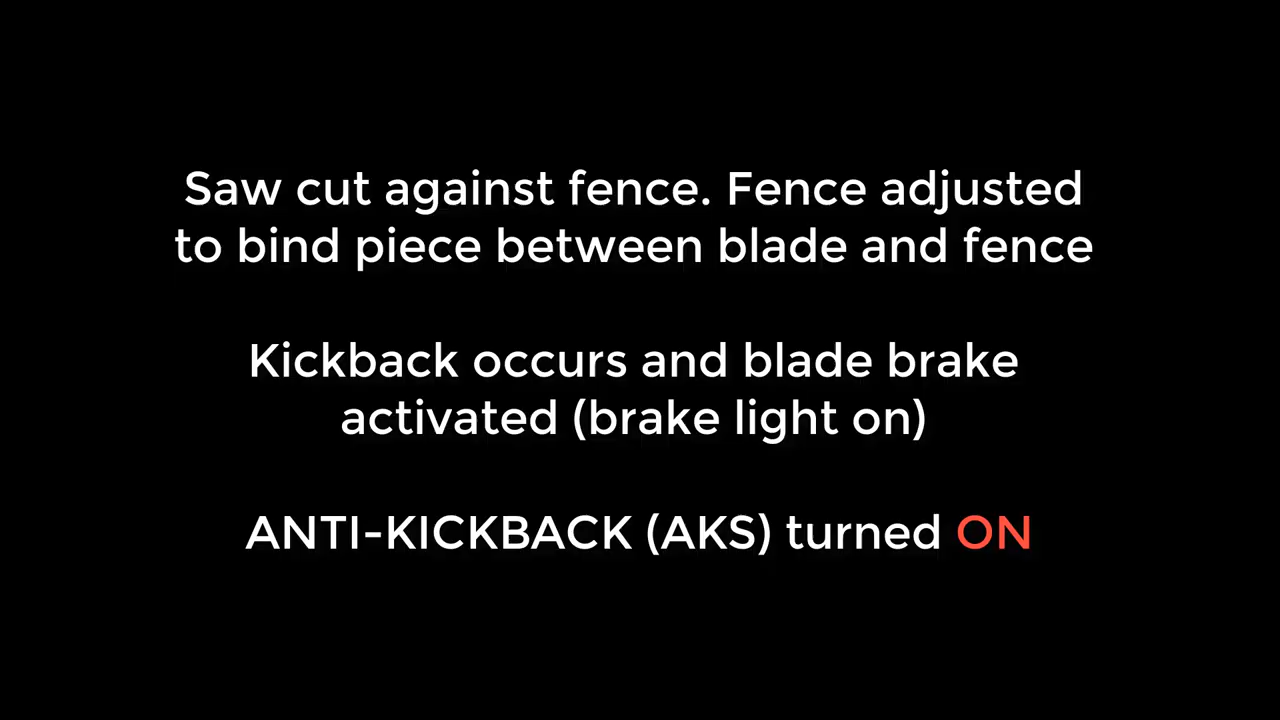 Saw cut against fence. Fence adjusted
to bind piece between blade and fence
Kickback occurs and blade brake
activated (brake light on)
ANTI-KICKBACK (AKS) turned ON